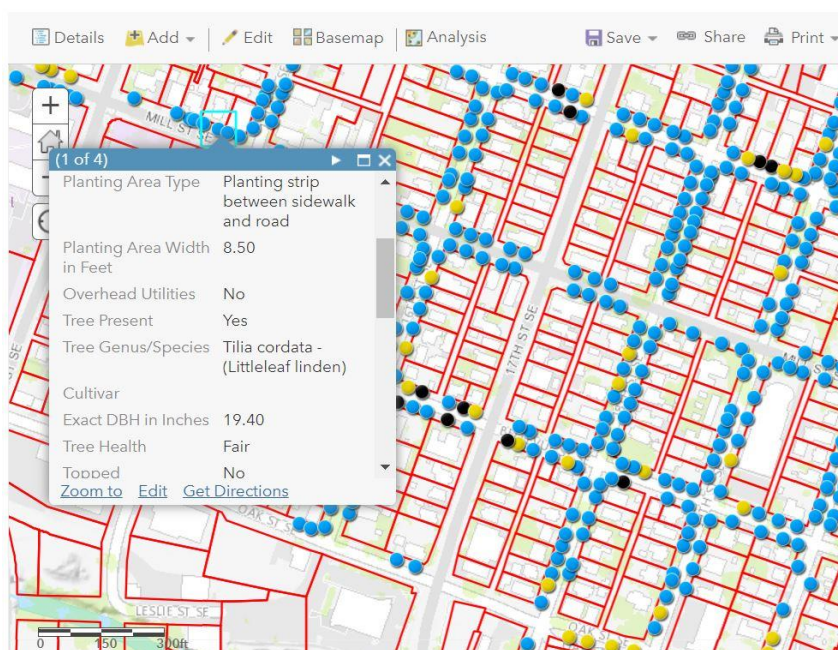 Details Add Edit Basemap Analysis Save Share Print
+
MILL ST
(1 of 4)
Planting Area Type Planting strip
between sidewalk
and road
Planting Area Width 8.50
in Feet
Overhead Utilities No
Tree Present Yes
Tree Genus/Species Tilia cordata -
(Littleleaf linden)
Cultivar
Exact DBH in Inches 19.40
Tree Health Fair
Topped No
Zoom to Edit Get Directions
17TH ST SE
OAK ST SE
LESLIE ST SE
0 150 300ft